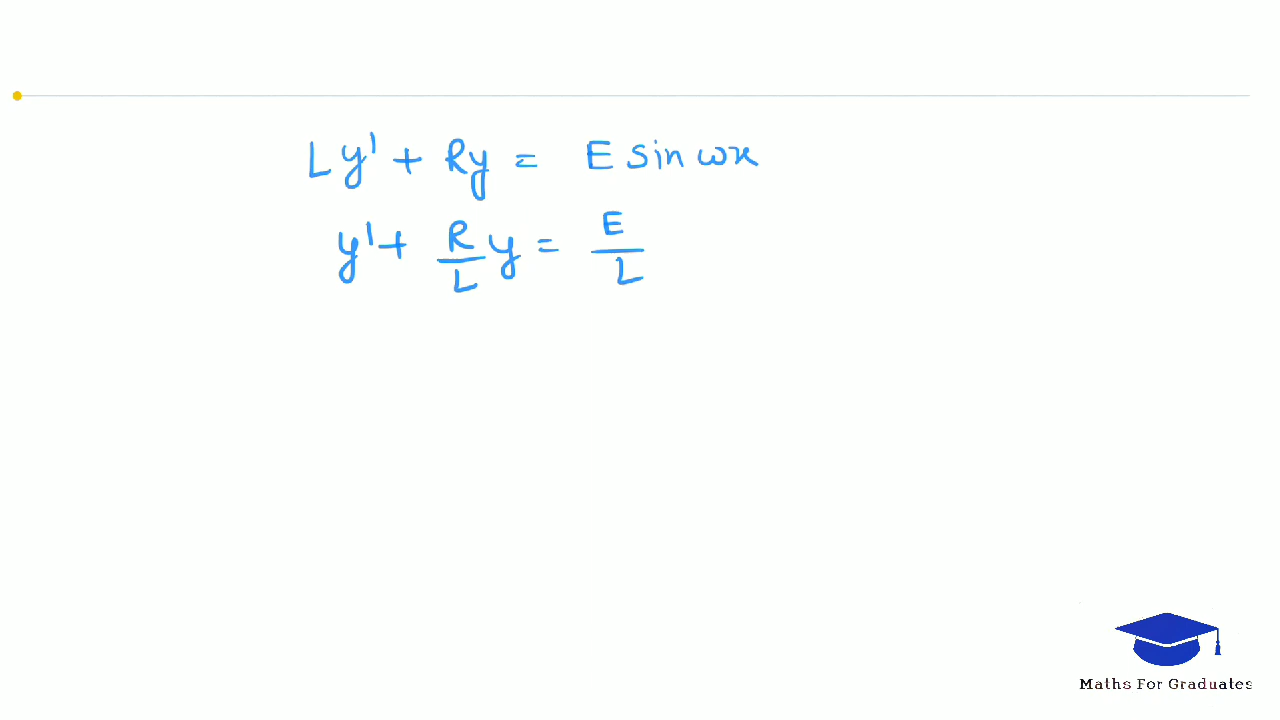 Ly' + Ry = E sin ωx
y' + R/L y = E/L
Maths For Graduates